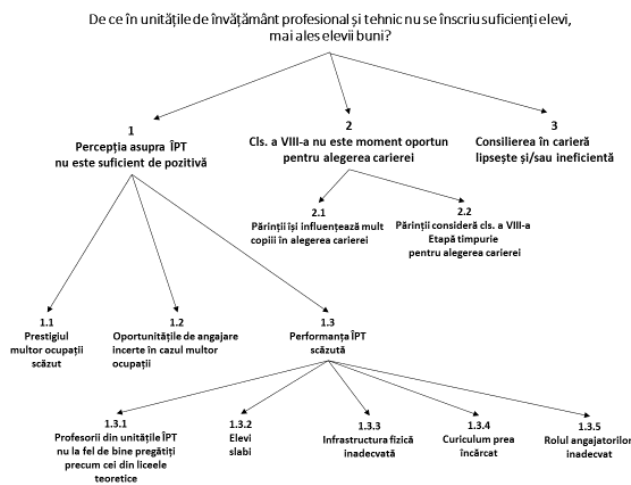 De ce în unitățile de învățământ profesional și tehnic nu se înscriu suficienți elevi,
mai ales elevii buni?
1
Percepția asupra ÎPT
nu este suficient de pozitivă
2
Cls. a VIII-a nu este moment oportun
pentru alegerea carierei
3
Consilierea în carieră
lipsește și/sau ineficientă
2.1
Părinții își influențează mult
copiii în alegerea carierei
2.2
Părinții consideră cls. a VIII-a
Etapă timpurie
pentru alegerea carierei
1.1
Prestigiul
multor ocupații
scăzut
1.2
Oportunitățile de angajare
incerte în cazul multor
ocupații
1.3
Performanța ÎPT
scăzută
1.3.1
Profesorii din unitățile ÎPT
nu la fel de bine pregătiți
precum cei din liceele
teoretice
1.3.2
Elevi
slabi
1.3.3
Infrastructura fizică
inadecvată
1.3.4
Curiculum prea
încărcat
1.3.5
Rolul angajatorilor
inadecvat